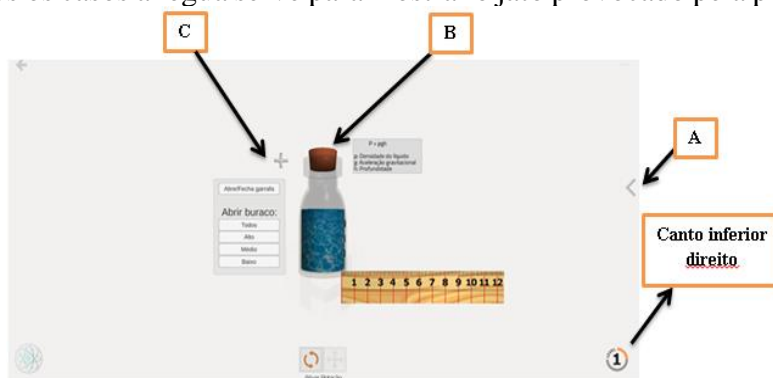 C
B
A
P = ρgh
ρ: Densidade do líquido
g: Aceleração gravitacional
h: Profundidade
Abre/Fecha garrafa
Abrir buraco:
Todos
Alto
Médio
Baixo
Canto inferior
direito
1 2 3 4 5 6 7 8 9 10 11 12
1